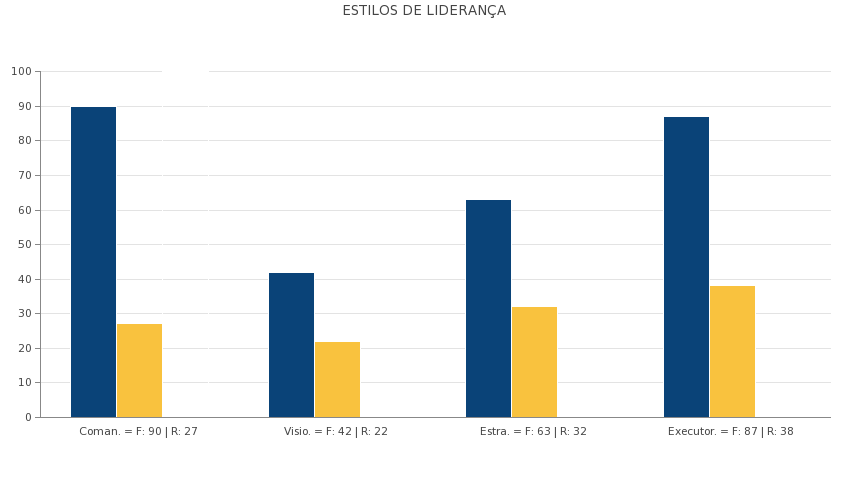 ESTILOS DE LIDERANÇA
100
90
80
70
60
50
40
30
20
10
0
Coman. = F: 90 | R: 27
Visio. = F: 42 | R: 22
Estra. = F: 63 | R: 32
Executor. = F: 87 | R: 38